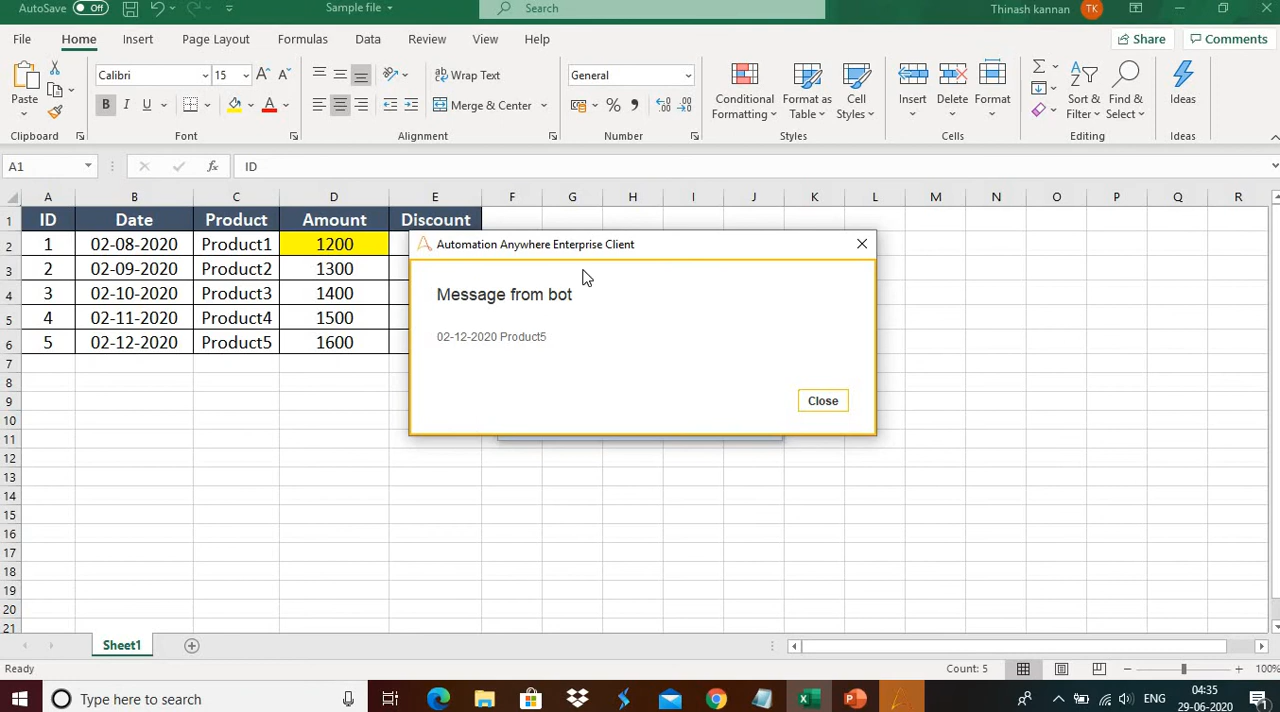 AutoSave Off Sample file Search Thinash kannan TK
File Home Insert Page Layout Formulas Data Review View Help Share Comments
Calibri 15 Wrap Text General
Paste B I U Merge & Center % , Conditional Formatting Format as Table Cell Styles Insert Delete Format Sort & Filter Find & Select Ideas
Clipboard Font Alignment Number Styles Cells Editing Ideas
A1 fx ID
A B C D E F G H I J K L M N O P Q R
1 ID Date Product Amount Discount
2 1 02-08-2020 Product1 1200
3 2 02-09-2020 Product2 1300
4 3 02-10-2020 Product3 1400
5 4 02-11-2020 Product4 1500
6 5 02-12-2020 Product5 1600
7
8
9
10
11
12
13
14
15
16
17
18
19
20
21
Automation Anywhere Enterprise Client
Message from bot
02-12-2020 Product5
Close
Sheet1
Ready Count: 5 100%
Type here to search ENG 04:35
29-06-2020 1